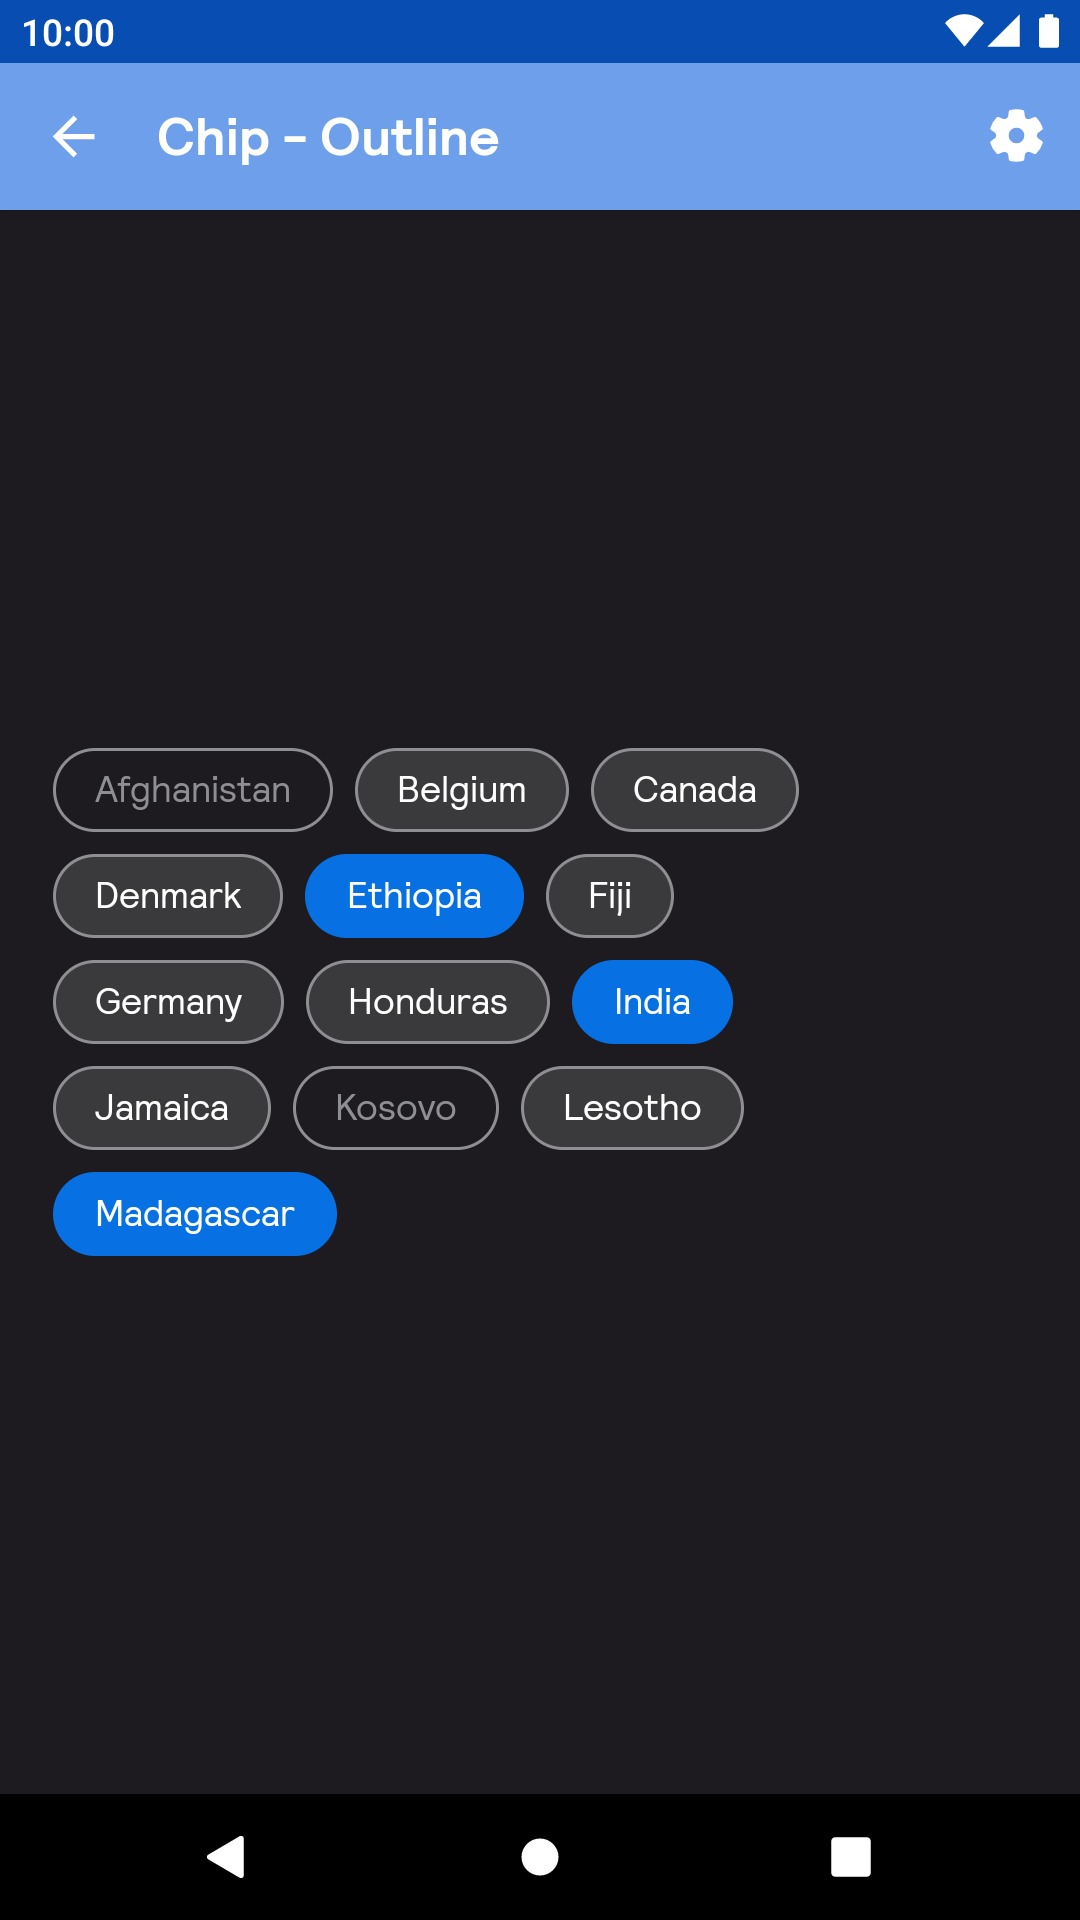 10:00
Chip - Outline
Afghanistan Belgium Canada
Denmark Ethiopia Fiji
Germany Honduras India
Jamaica Kosovo Lesotho
Madagascar